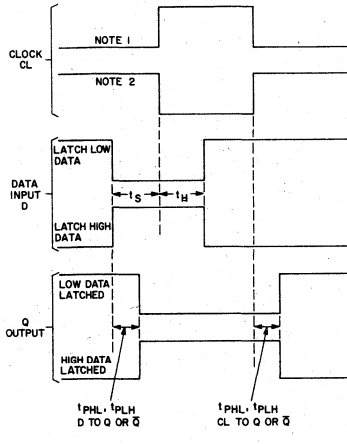 CLOCK
CL
NOTE 1
NOTE 2
DATA
INPUT
D
LATCH LOW
DATA
tS
tH
LATCH HIGH
DATA
Q
OUTPUT
LOW DATA
LATCHED
HIGH DATA
LATCHED
tPHL, tPLH
D TO Q OR Q̅
tPHL, tPLH
CL TO Q OR Q̅